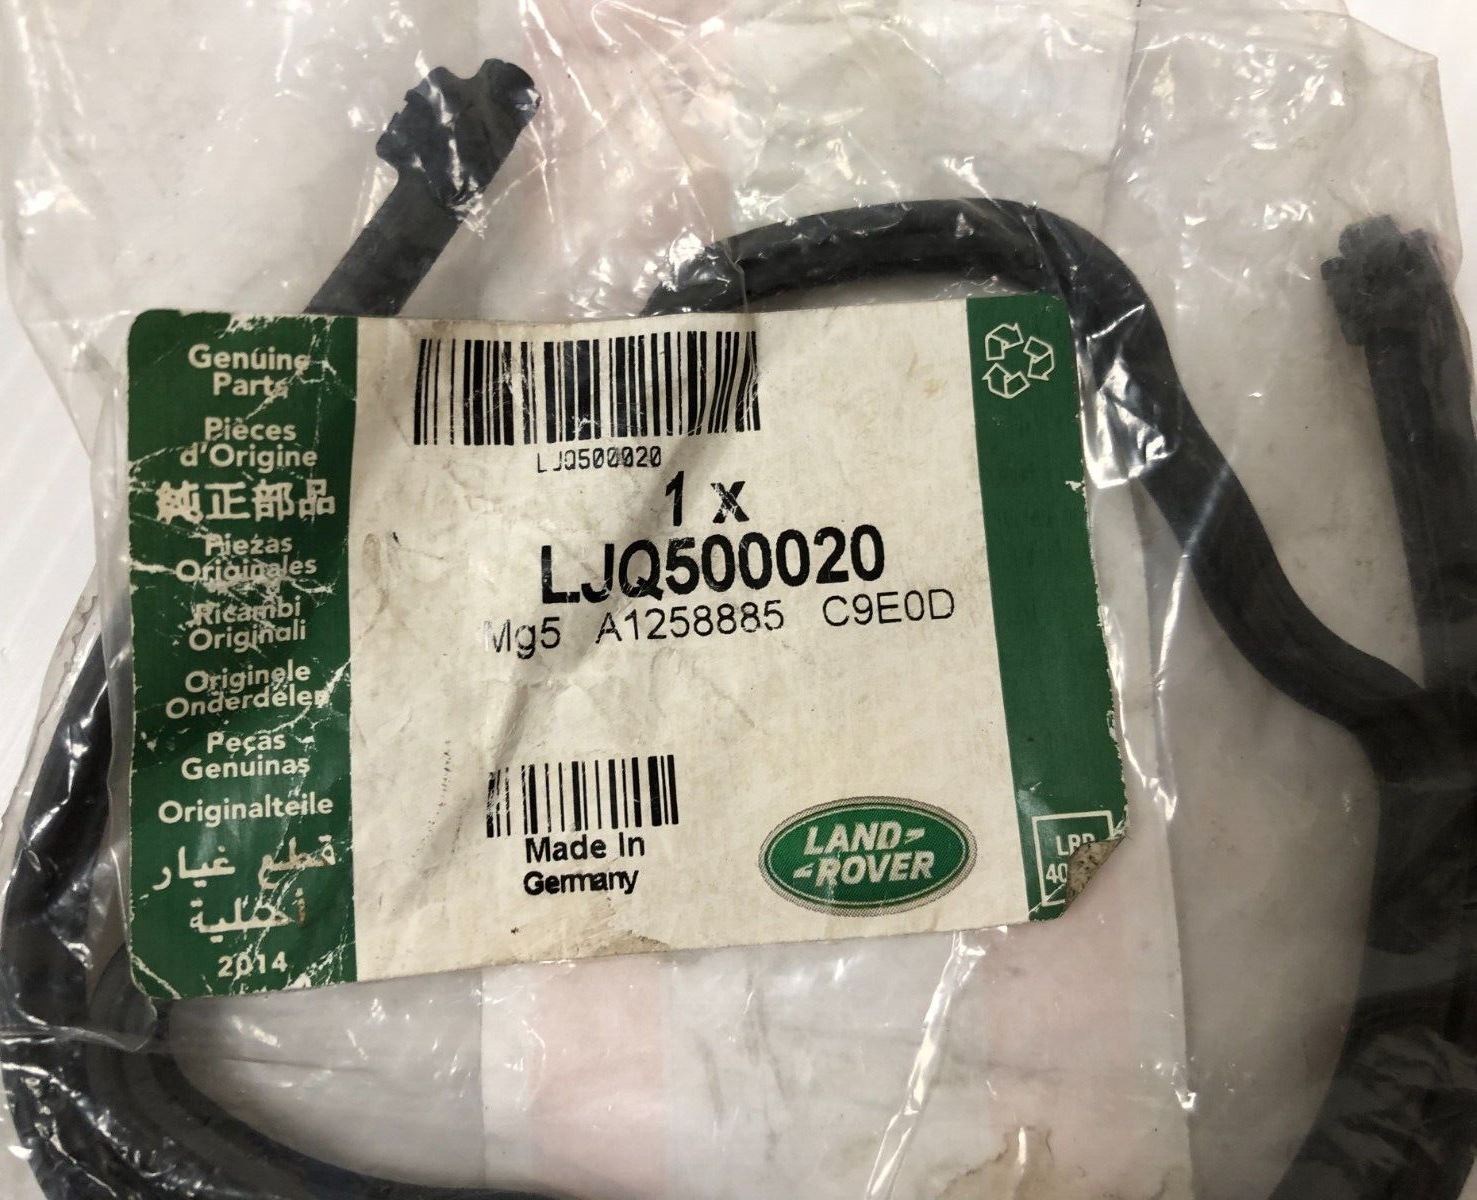 Genuine
Parts
Pièces
d'Origine
純正部品
Piezas
Originales
Ricambi
Originali
Originele
Onderdelen
Peças
Genuinas
Originalteile
قطع غيار
أصلية
2014
LJQ500020
1 x
LJQ500020
Mg5 A1258885 C9E0D
Made In
Germany
LAND-
-ROVER